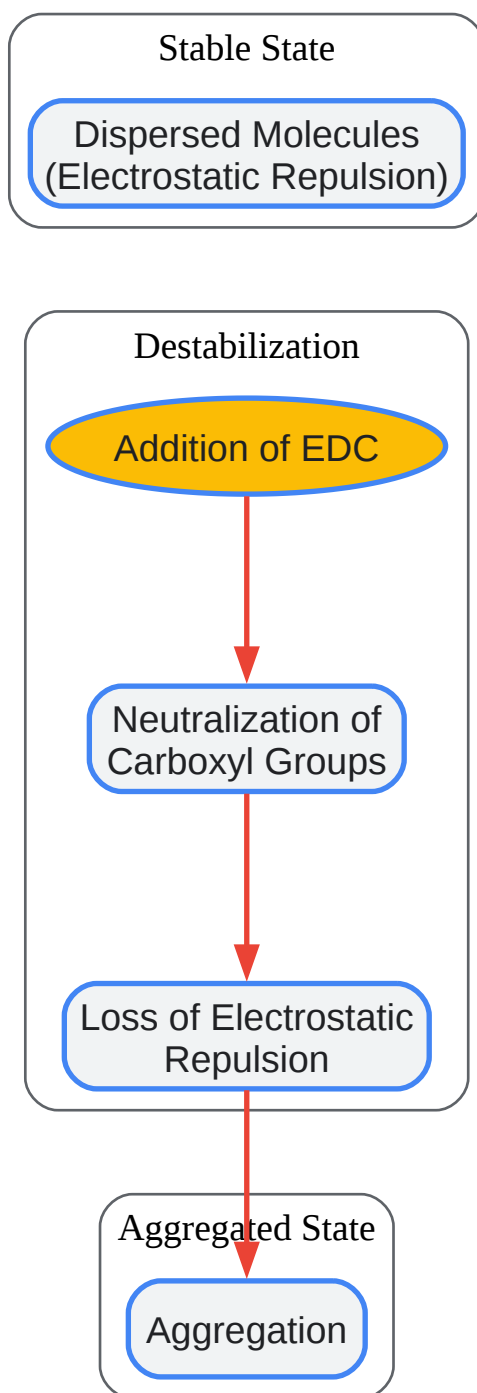 Stable State
Dispersed Molecules
(Electrostatic Repulsion)
Destabilization
Addition of EDC
Neutralization of
Carboxyl Groups
Loss of Electrostatic
Repulsion
Aggregated State
Aggregation